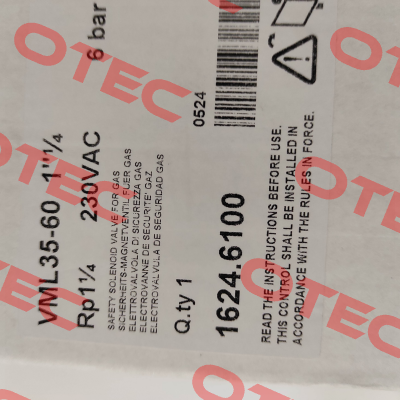 VML35-60 1"1/4
Rp1¼ 230VAC 6 bar
SAFETY SOLENOID VALVE FOR GAS
SICHERHEITS-MAGNETVENTIL FUER GAS
ELETTROVALVOLA DI SICUREZZA GAS
ELECTROVANNE DE SECURITE' GAZ
ELECTROVALVULA DE SEGURIDAD GAS
Q.ty 1
0524
1624.6100
READ THE INSTRUCTIONS BEFORE USE.
THIS CONTROL SHALL BE INSTALLED IN
ACCORDANCE WITH THE RULES IN FORCE.
OTEC
OTEC
OTEC
OTEC